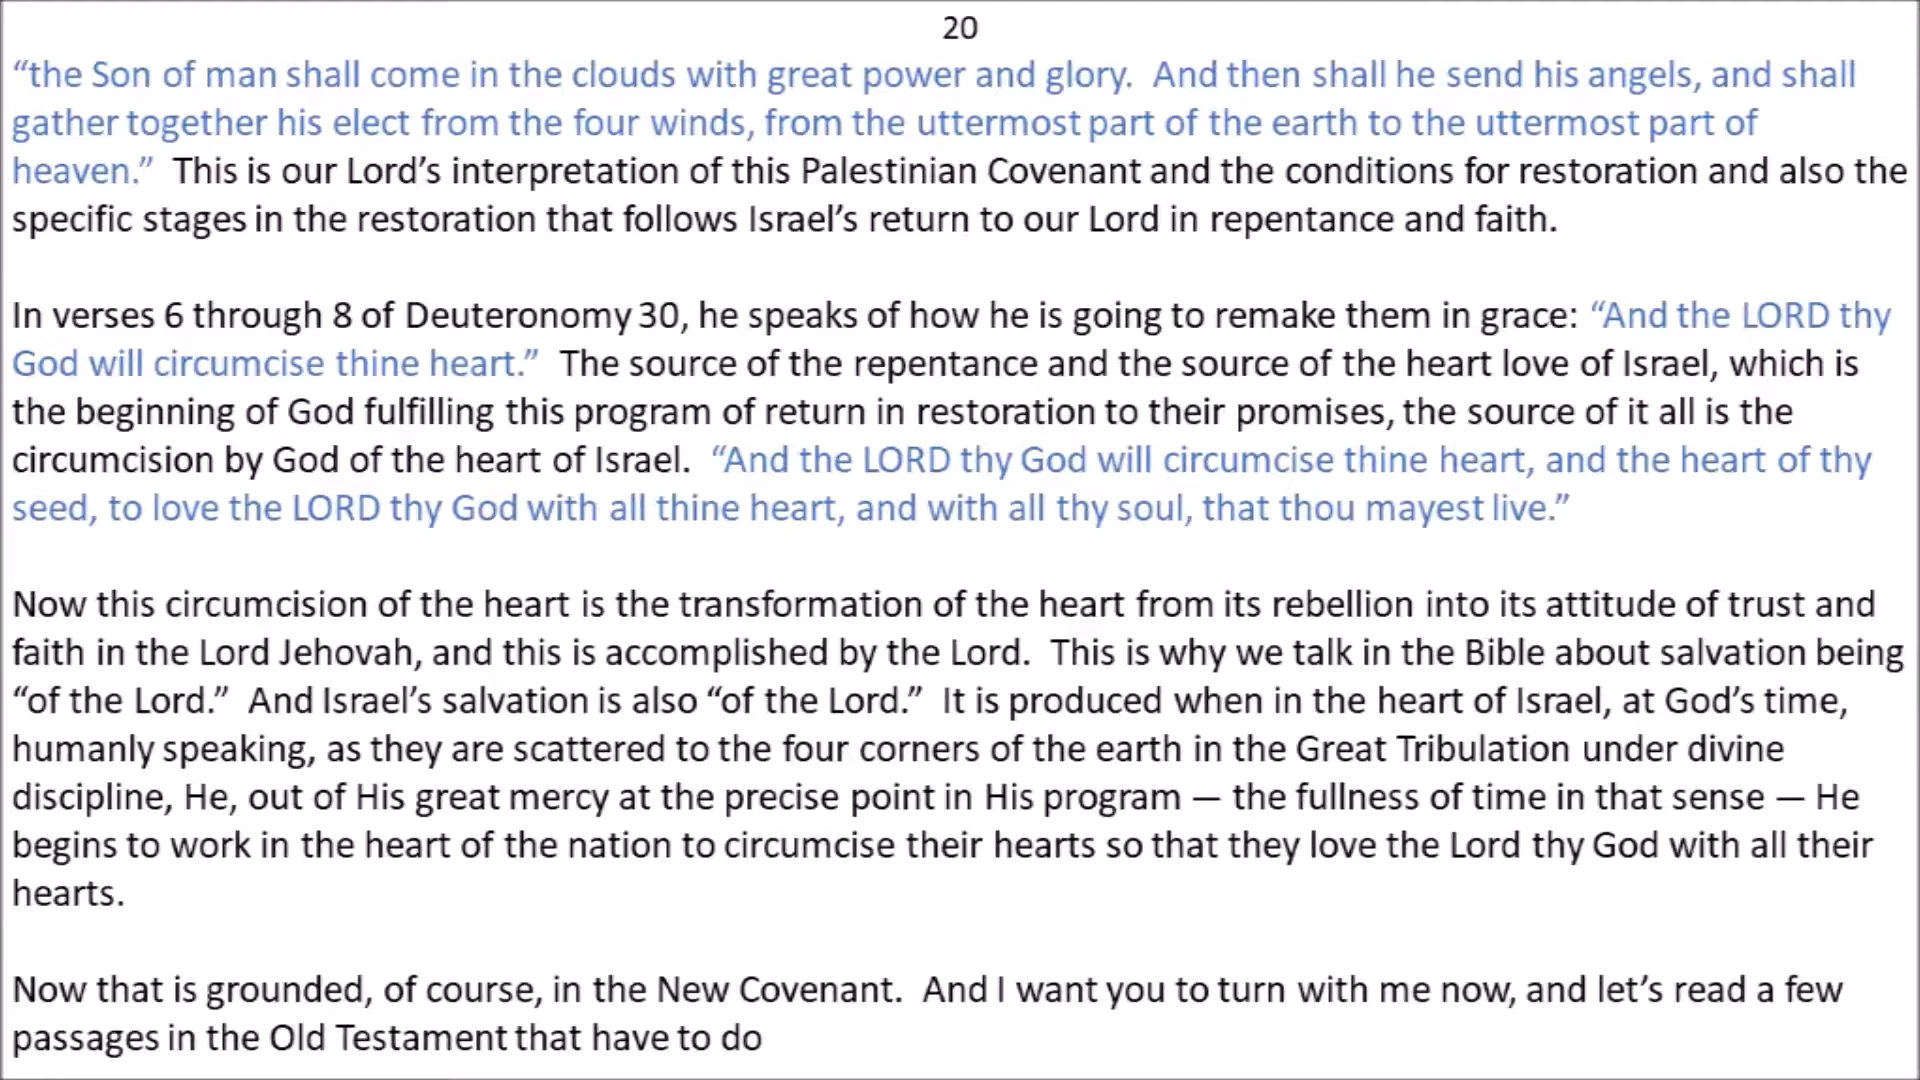 20
“the Son of man shall come in the clouds with great power and glory.  And then shall he send his angels, and shall
gather together his elect from the four winds, from the uttermost part of the earth to the uttermost part of
heaven.”  This is our Lord’s interpretation of this Palestinian Covenant and the conditions for restoration and also the
specific stages in the restoration that follows Israel’s return to our Lord in repentance and faith.
In verses 6 through 8 of Deuteronomy 30, he speaks of how he is going to remake them in grace: “And the LORD thy
God will circumcise thine heart.”  The source of the repentance and the source of the heart love of Israel, which is
the beginning of God fulfilling this program of return in restoration to their promises, the source of it all is the
circumcision by God of the heart of Israel.  “And the LORD thy God will circumcise thine heart, and the heart of thy
seed, to love the LORD thy God with all thine heart, and with all thy soul, that thou mayest live.”
Now this circumcision of the heart is the transformation of the heart from its rebellion into its attitude of trust and
faith in the Lord Jehovah, and this is accomplished by the Lord.  This is why we talk in the Bible about salvation being
“of the Lord.”  And Israel’s salvation is also “of the Lord.”  It is produced when in the heart of Israel, at God’s time,
humanly speaking, as they are scattered to the four corners of the earth in the Great Tribulation under divine
discipline, He, out of His great mercy at the precise point in His program — the fullness of time in that sense — He
begins to work in the heart of the nation to circumcise their hearts so that they love the Lord thy God with all their
hearts.
Now that is grounded, of course, in the New Covenant.  And I want you to turn with me now, and let’s read a few
passages in the Old Testament that have to do